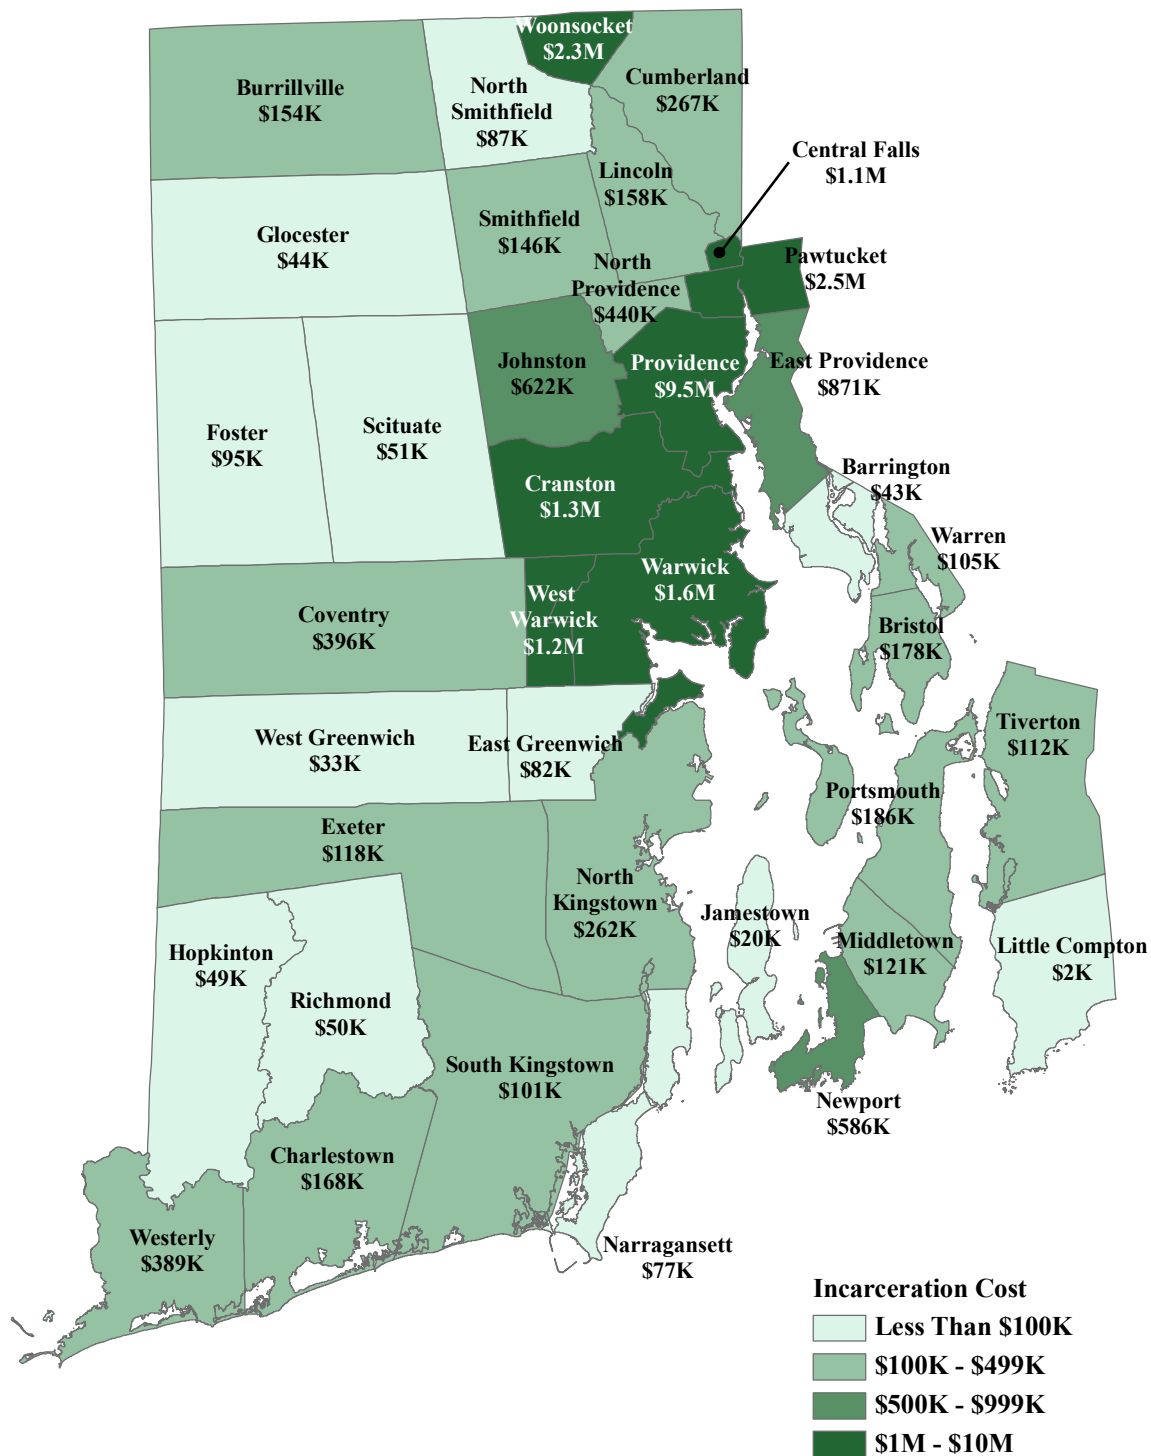 Woonsocket
$2.3M
Burrillville
$154K
North
Smithfield
$87K
Cumberland
$267K
Central Falls
$1.1M
Lincoln
$158K
Smithfield
$146K
Glocester
$44K
North
Providence
$440K
Pawtucket
$2.5M
Johnston
$622K
Providence
$9.5M
East Providence
$871K
Foster
$95K
Scituate
$51K
Cranston
$1.3M
Barrington
$43K
Warren
$105K
Warwick
$1.6M
West
Warwick
$1.2M
Coventry
$396K
Bristol
$178K
West Greenwich
$33K
East Greenwich
$82K
Tiverton
$112K
Portsmouth
$186K
Exeter
$118K
North
Kingstown
$262K
Jamestown
$20K
Middletown
$121K
Little Compton
$2K
Hopkinton
$49K
Richmond
$50K
South Kingstown
$101K
Newport
$586K
Charlestown
$168K
Westerly
$389K
Narragansett
$77K
Incarceration Cost
Less Than $100K
$100K - $499K
$500K - $999K
$1M - $10M